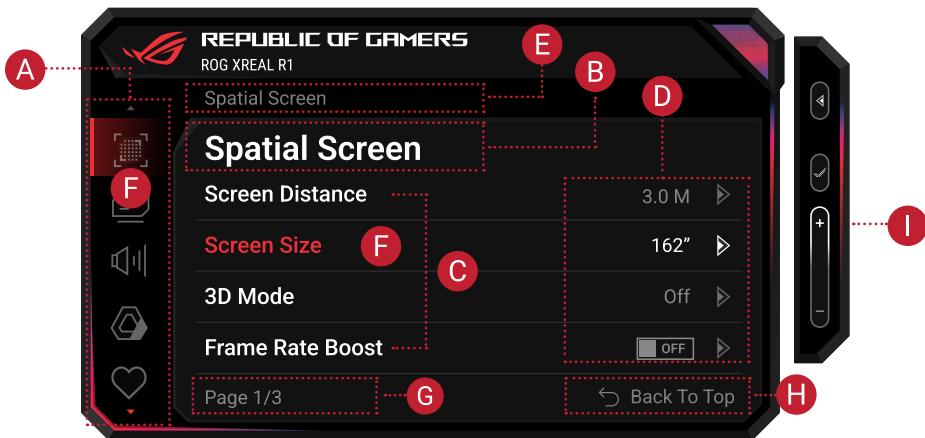 REPUBLIC OF GAMERS
ROG XREAL R1
E
A
B
Spatial Screen
D
Spatial Screen
F
Screen Distance
3.0 M
Screen Size
F
162”
+
I
C
3D Mode
Off
Frame Rate Boost
OFF
−
Page 1/3
G
Back To Top
H